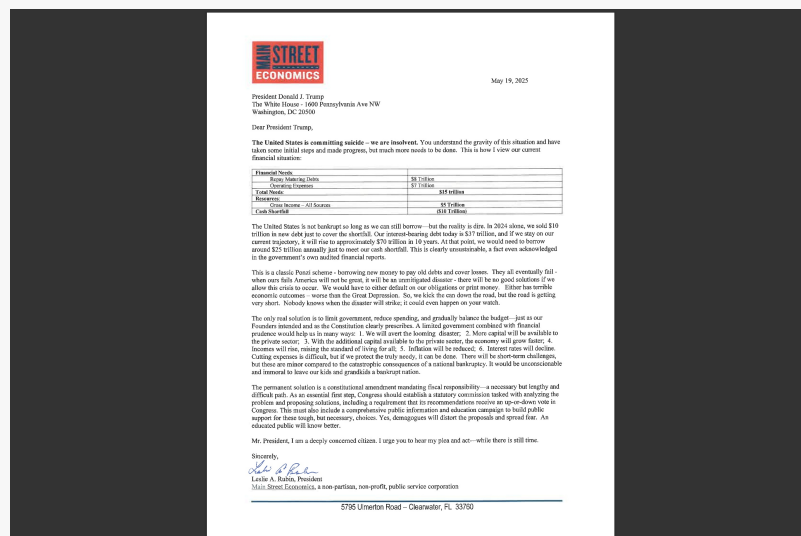 MAIN STREET
ECONOMICS
May 19, 2025
President Donald J. Trump
The White House - 1600 Pennsylvania Ave NW
Washington, DC 20500
Dear President Trump,
The United States is committing suicide – we are insolvent. You understand the gravity of this situation and have
taken some initial steps and made progress, but much more needs to be done. This is how I view our current
financial situation:
Financial Needs:
Repay Maturing Debts $8 Trillion
Operating Expenses $7 Trillion
Total Needs: $15 trillion
Resources:
Gross Income – All Sources $5 Trillion
Cash Shortfall ($10 Trillion)
The United States is not bankrupt so long as we can still borrow—but the reality is dire. In 2024 alone, we sold $10
trillion in new debt just to cover the shortfall. Our interest-bearing debt today is $37 trillion, and if we stay on our
current trajectory, it will rise to approximately $70 trillion in 10 years. At that point, we would need to borrow
around $25 trillion annually just to meet our cash shortfall. This is clearly unsustainable, a fact even acknowledged
in the government's own audited financial reports.
This is a classic Ponzi scheme - borrowing new money to pay old debts and cover losses. They all eventually fail -
when ours fails America will not be great, it will be an unmitigated disaster - there will be no good solutions if we
allow this crisis to occur. We would have to either default on our obligations or print money. Either has terrible
economic outcomes – worse than the Great Depression. So, we kick the can down the road, but the road is getting
very short. Nobody knows when the disaster will strike; it could even happen on your watch.
The only real solution is to limit government, reduce spending, and gradually balance the budget—just as our
Founders intended and as the Constitution clearly prescribes. A limited government combined with financial
prudence would help us in many ways: 1. We will avert the looming disaster; 2. More capital will be available to
the private sector; 3. With the additional capital available to the private sector, the economy will grow faster; 4.
Incomes will rise, raising the standard of living for all; 5. Inflation will be reduced; 6. Interest rates will decline.
Cutting expenses is difficult, but if we protect the truly needy, it can be done. There will be short-term challenges,
but these are minor compared to the catastrophic consequences of a national bankruptcy. It would be unconscionable
and immoral to leave our kids and grandkids a bankrupt nation.
The permanent solution is a constitutional amendment mandating fiscal responsibility—a necessary but lengthy and
difficult path. As an essential first step, Congress should establish a statutory commission tasked with analyzing the
problem and proposing solutions, including a requirement that its recommendations receive an up-or-down vote in
Congress. This must also include a comprehensive public information and education campaign to build public
support for these tough, but necessary, choices. Yes, demagogues will distort the proposals and spread fear. An
educated public will know better.
Mr. President, I am a deeply concerned citizen. I urge you to hear my plea and act—while there is still time.
Sincerely,
Leslie A. Rubin, President
Main Street Economics, a non-partisan, non-profit, public service corporation
5795 Ulmerton Road – Clearwater, FL 33760